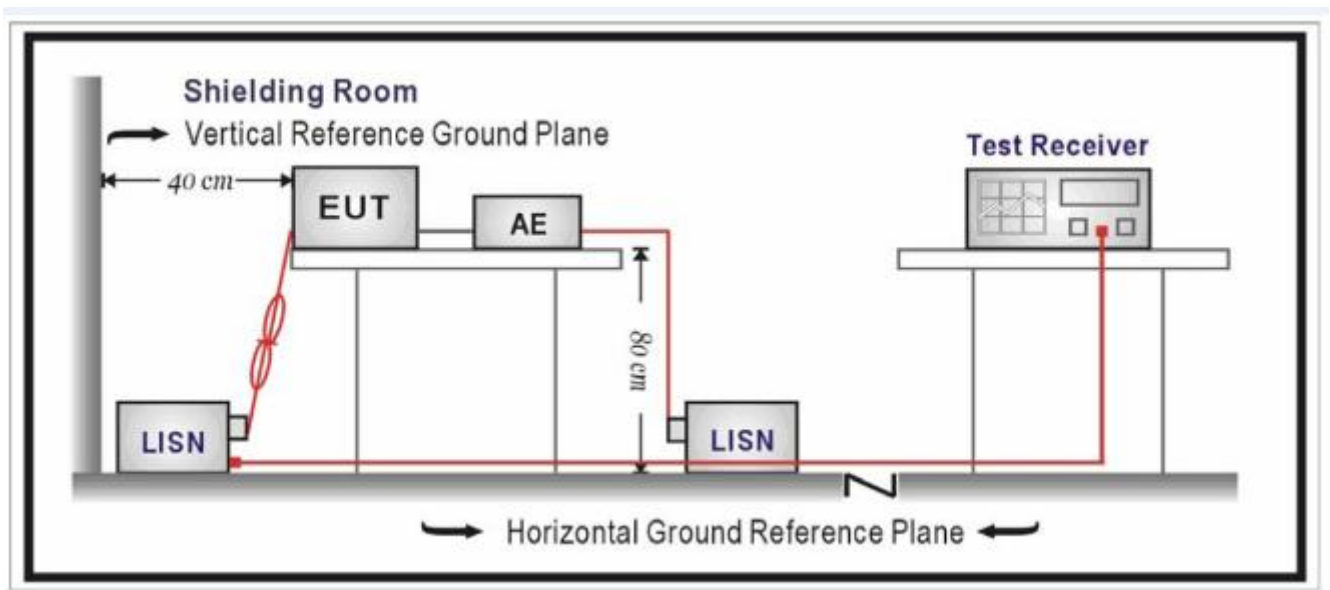 Shielding Room
Vertical Reference Ground Plane
Test Receiver
40 cm
EUT
AE
80 cm
LISN
LISN
Horizontal Ground Reference Plane